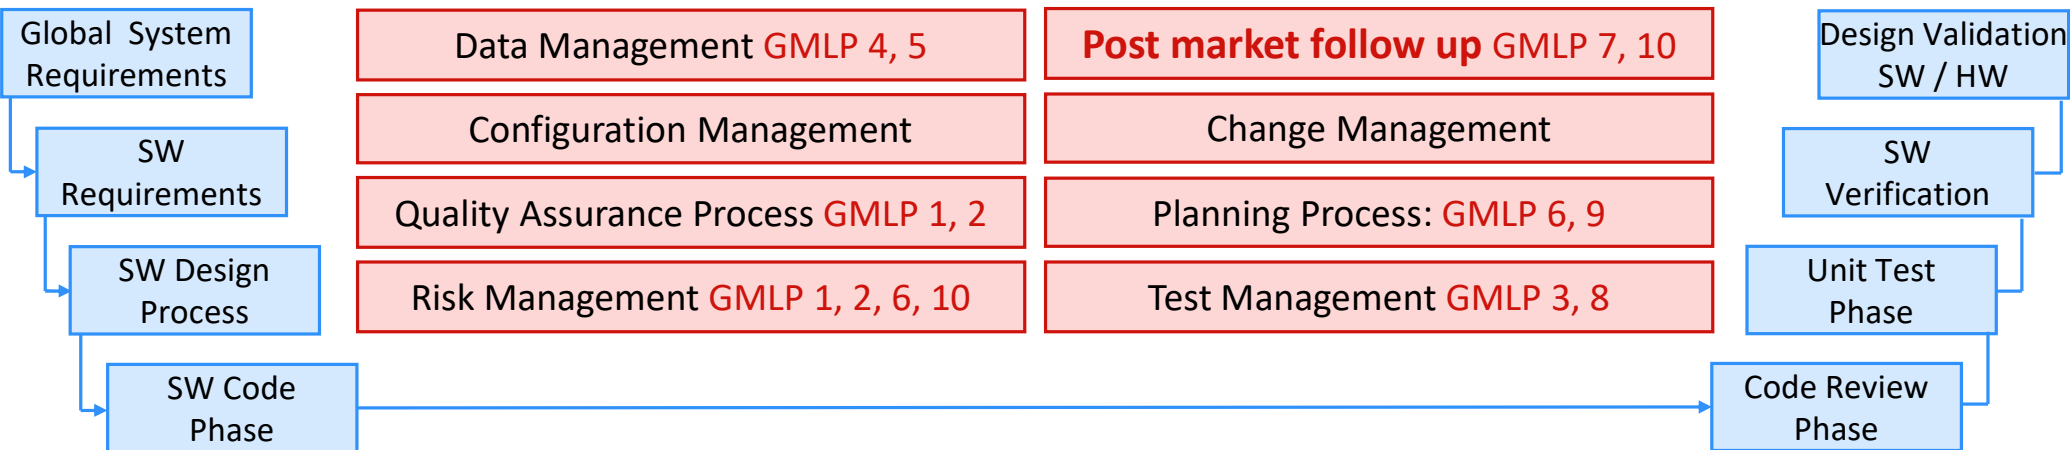 Global System
Requirements
SW
Requirements
SW Design
Process
SW Code
Phase
Data Management GMLP 4, 5
Configuration Management
Quality Assurance Process GMLP 1, 2
Risk Management GMLP 1, 2, 6, 10
Post market follow up GMLP 7, 10
Change Management
Planning Process: GMLP 6, 9
Test Management GMLP 3, 8
Design Validation
SW / HW
SW
Verification
Unit Test
Phase
Code Review
Phase